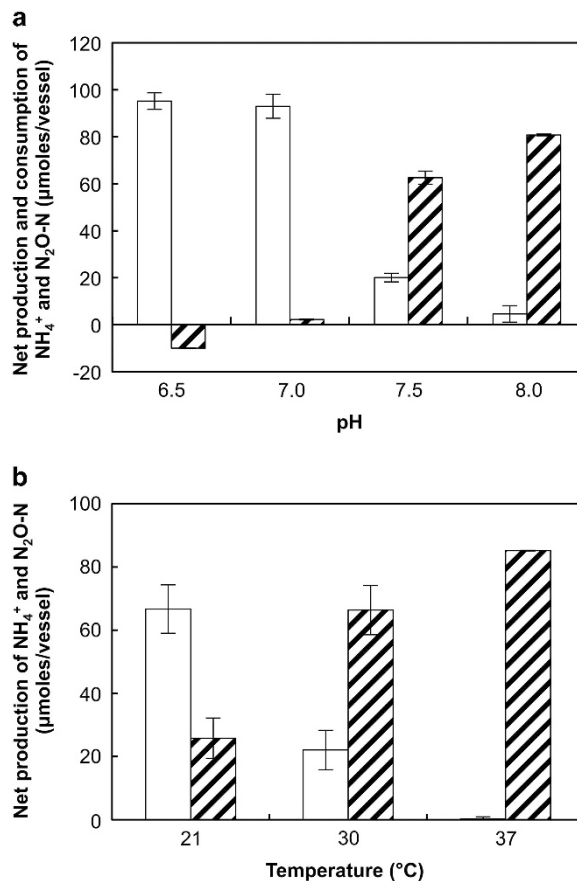 a
Net production and consumption of
NH₄⁺ and N₂O-N (µmoles/vessel)
120
100
80
60
40
20
0
-20
6.5 7.0 7.5 8.0
pH
b
Net production of NH₄⁺ and N₂O-N
(µmoles/vessel)
100
80
60
40
20
0
21 30 37
Temperature (°C)